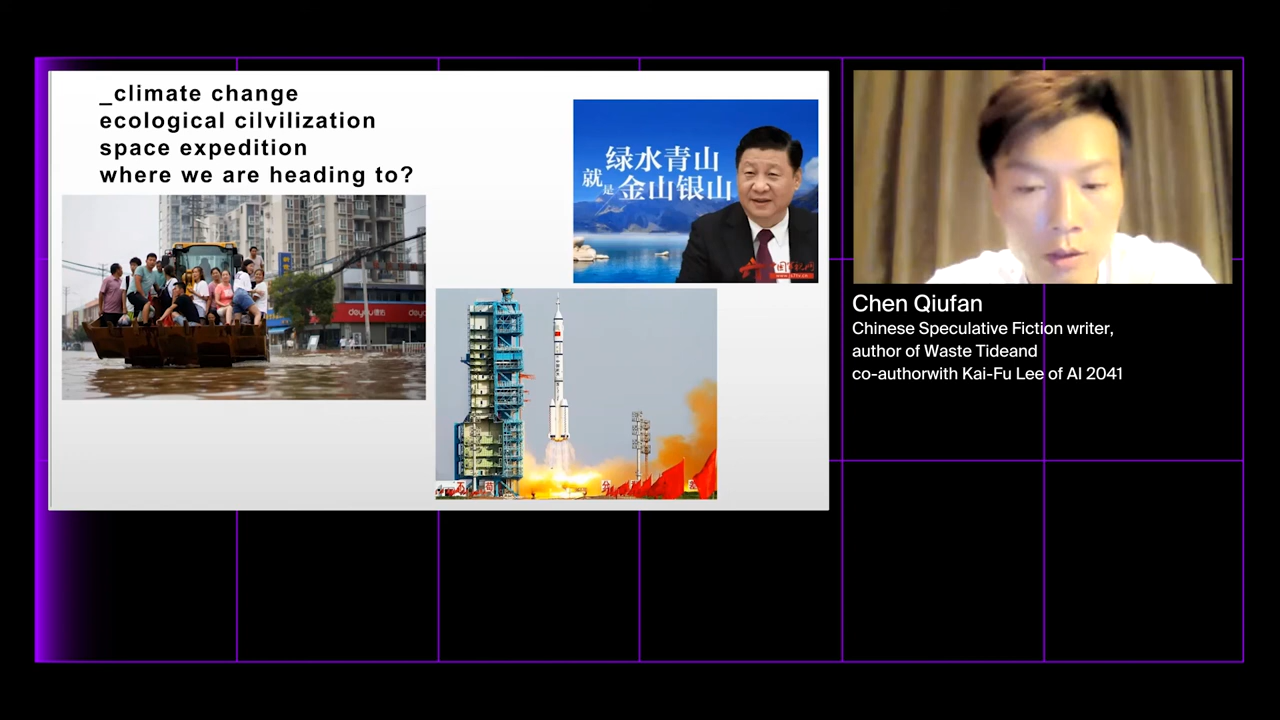 _climate change
ecological cilvilization
space expedition
where we are heading to?
绿水青山
就是金山银山
Chen Qiufan
Chinese Speculative Fiction writer,
author of Waste Tideand
co-authorwith Kai-Fu Lee of AI 2041